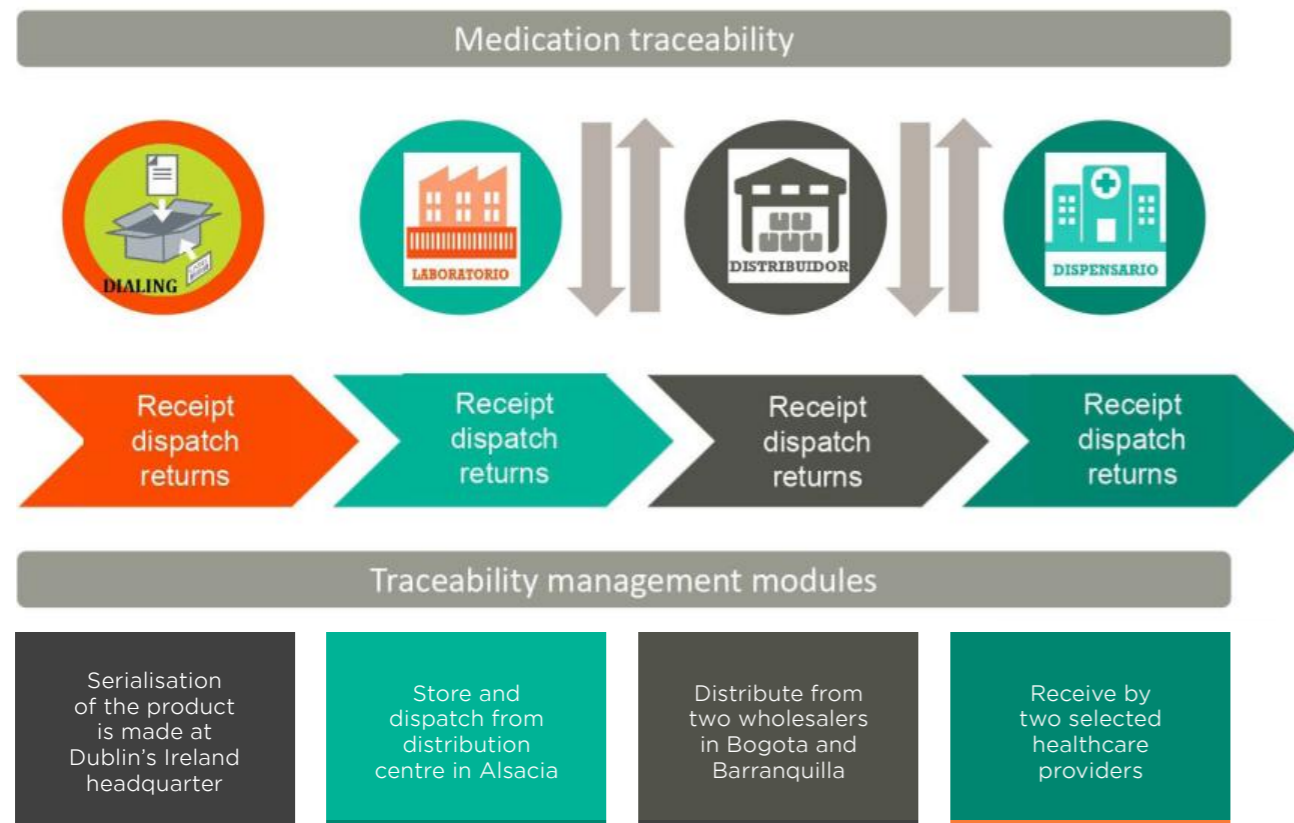 Medication traceability
DIALING
LABORATORIO
DISTRIBUIDOR
DISPENSARIO
Receipt
dispatch
returns
Receipt
dispatch
returns
Receipt
dispatch
returns
Receipt
dispatch
returns
Traceability management modules
Serialisation
of the product
is made at
Dublin’s Ireland
headquarter
Store and
dispatch from
distribution
centre in Alsacia
Distribute from
two wholesalers
in Bogota and
Barranquilla
Receive by
two selected
healthcare
providers